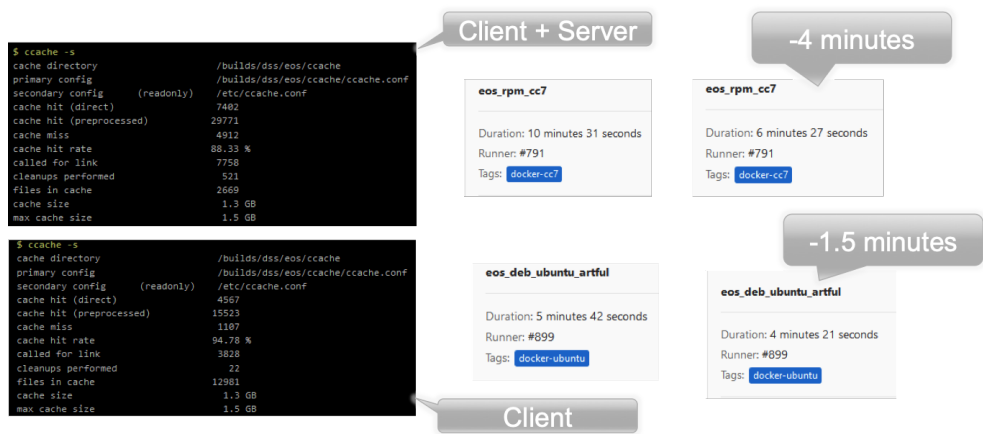 Client + Server
$ ccache -s
cache directory /builds/dss/eos/ccache
primary config /builds/dss/eos/ccache/ccache.conf
secondary config (readonly) /etc/ccache.conf
cache hit (direct) 7402
cache hit (preprocessed) 29771
cache miss 4912
cache hit rate 88.33 %
called for link 7758
cleanups performed 521
files in cache 2669
cache size 1.3 GB
max cache size 1.5 GB
eos_rpm_cc7
Duration: 10 minutes 31 seconds
Runner: #791
Tags: docker-cc7
-4 minutes
eos_rpm_cc7
Duration: 6 minutes 27 seconds
Runner: #791
Tags: docker-cc7
$ ccache -s
cache directory /builds/dss/eos/ccache
primary config /builds/dss/eos/ccache/ccache.conf
secondary config (readonly) /etc/ccache.conf
cache hit (direct) 4567
cache hit (preprocessed) 15523
cache miss 1107
cache hit rate 94.78 %
called for link 3828
cleanups performed 22
files in cache 12981
cache size 1.3 GB
max cache size 1.5 GB
Client
eos_deb_ubuntu_artful
Duration: 5 minutes 42 seconds
Runner: #899
Tags: docker-ubuntu
-1.5 minutes
eos_deb_ubuntu_artful
Duration: 4 minutes 21 seconds
Runner: #899
Tags: docker-ubuntu